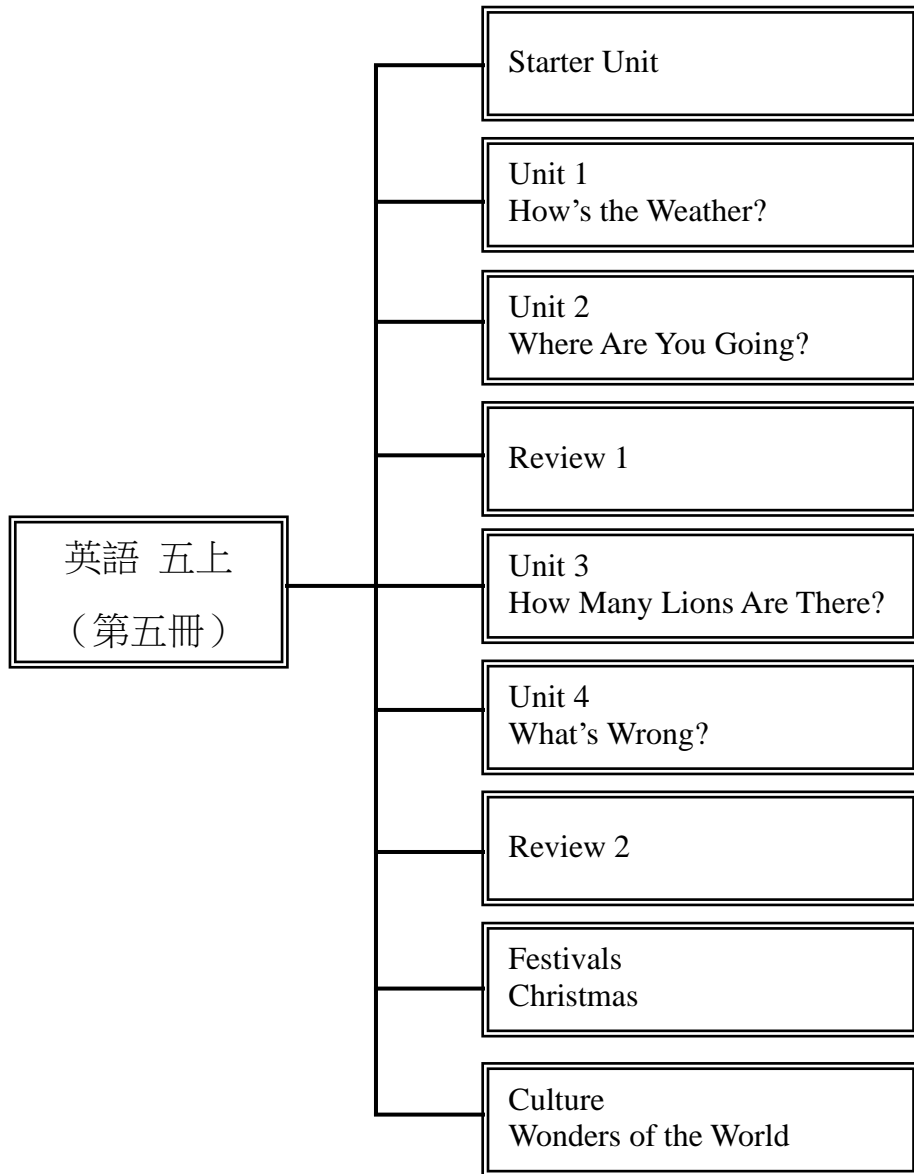 英語 五上
（第五冊）
Starter Unit
Unit 1
How’s the Weather?
Unit 2
Where Are You Going?
Review 1
Unit 3
How Many Lions Are There?
Unit 4
What’s Wrong?
Review 2
Festivals
Christmas
Culture
Wonders of the World